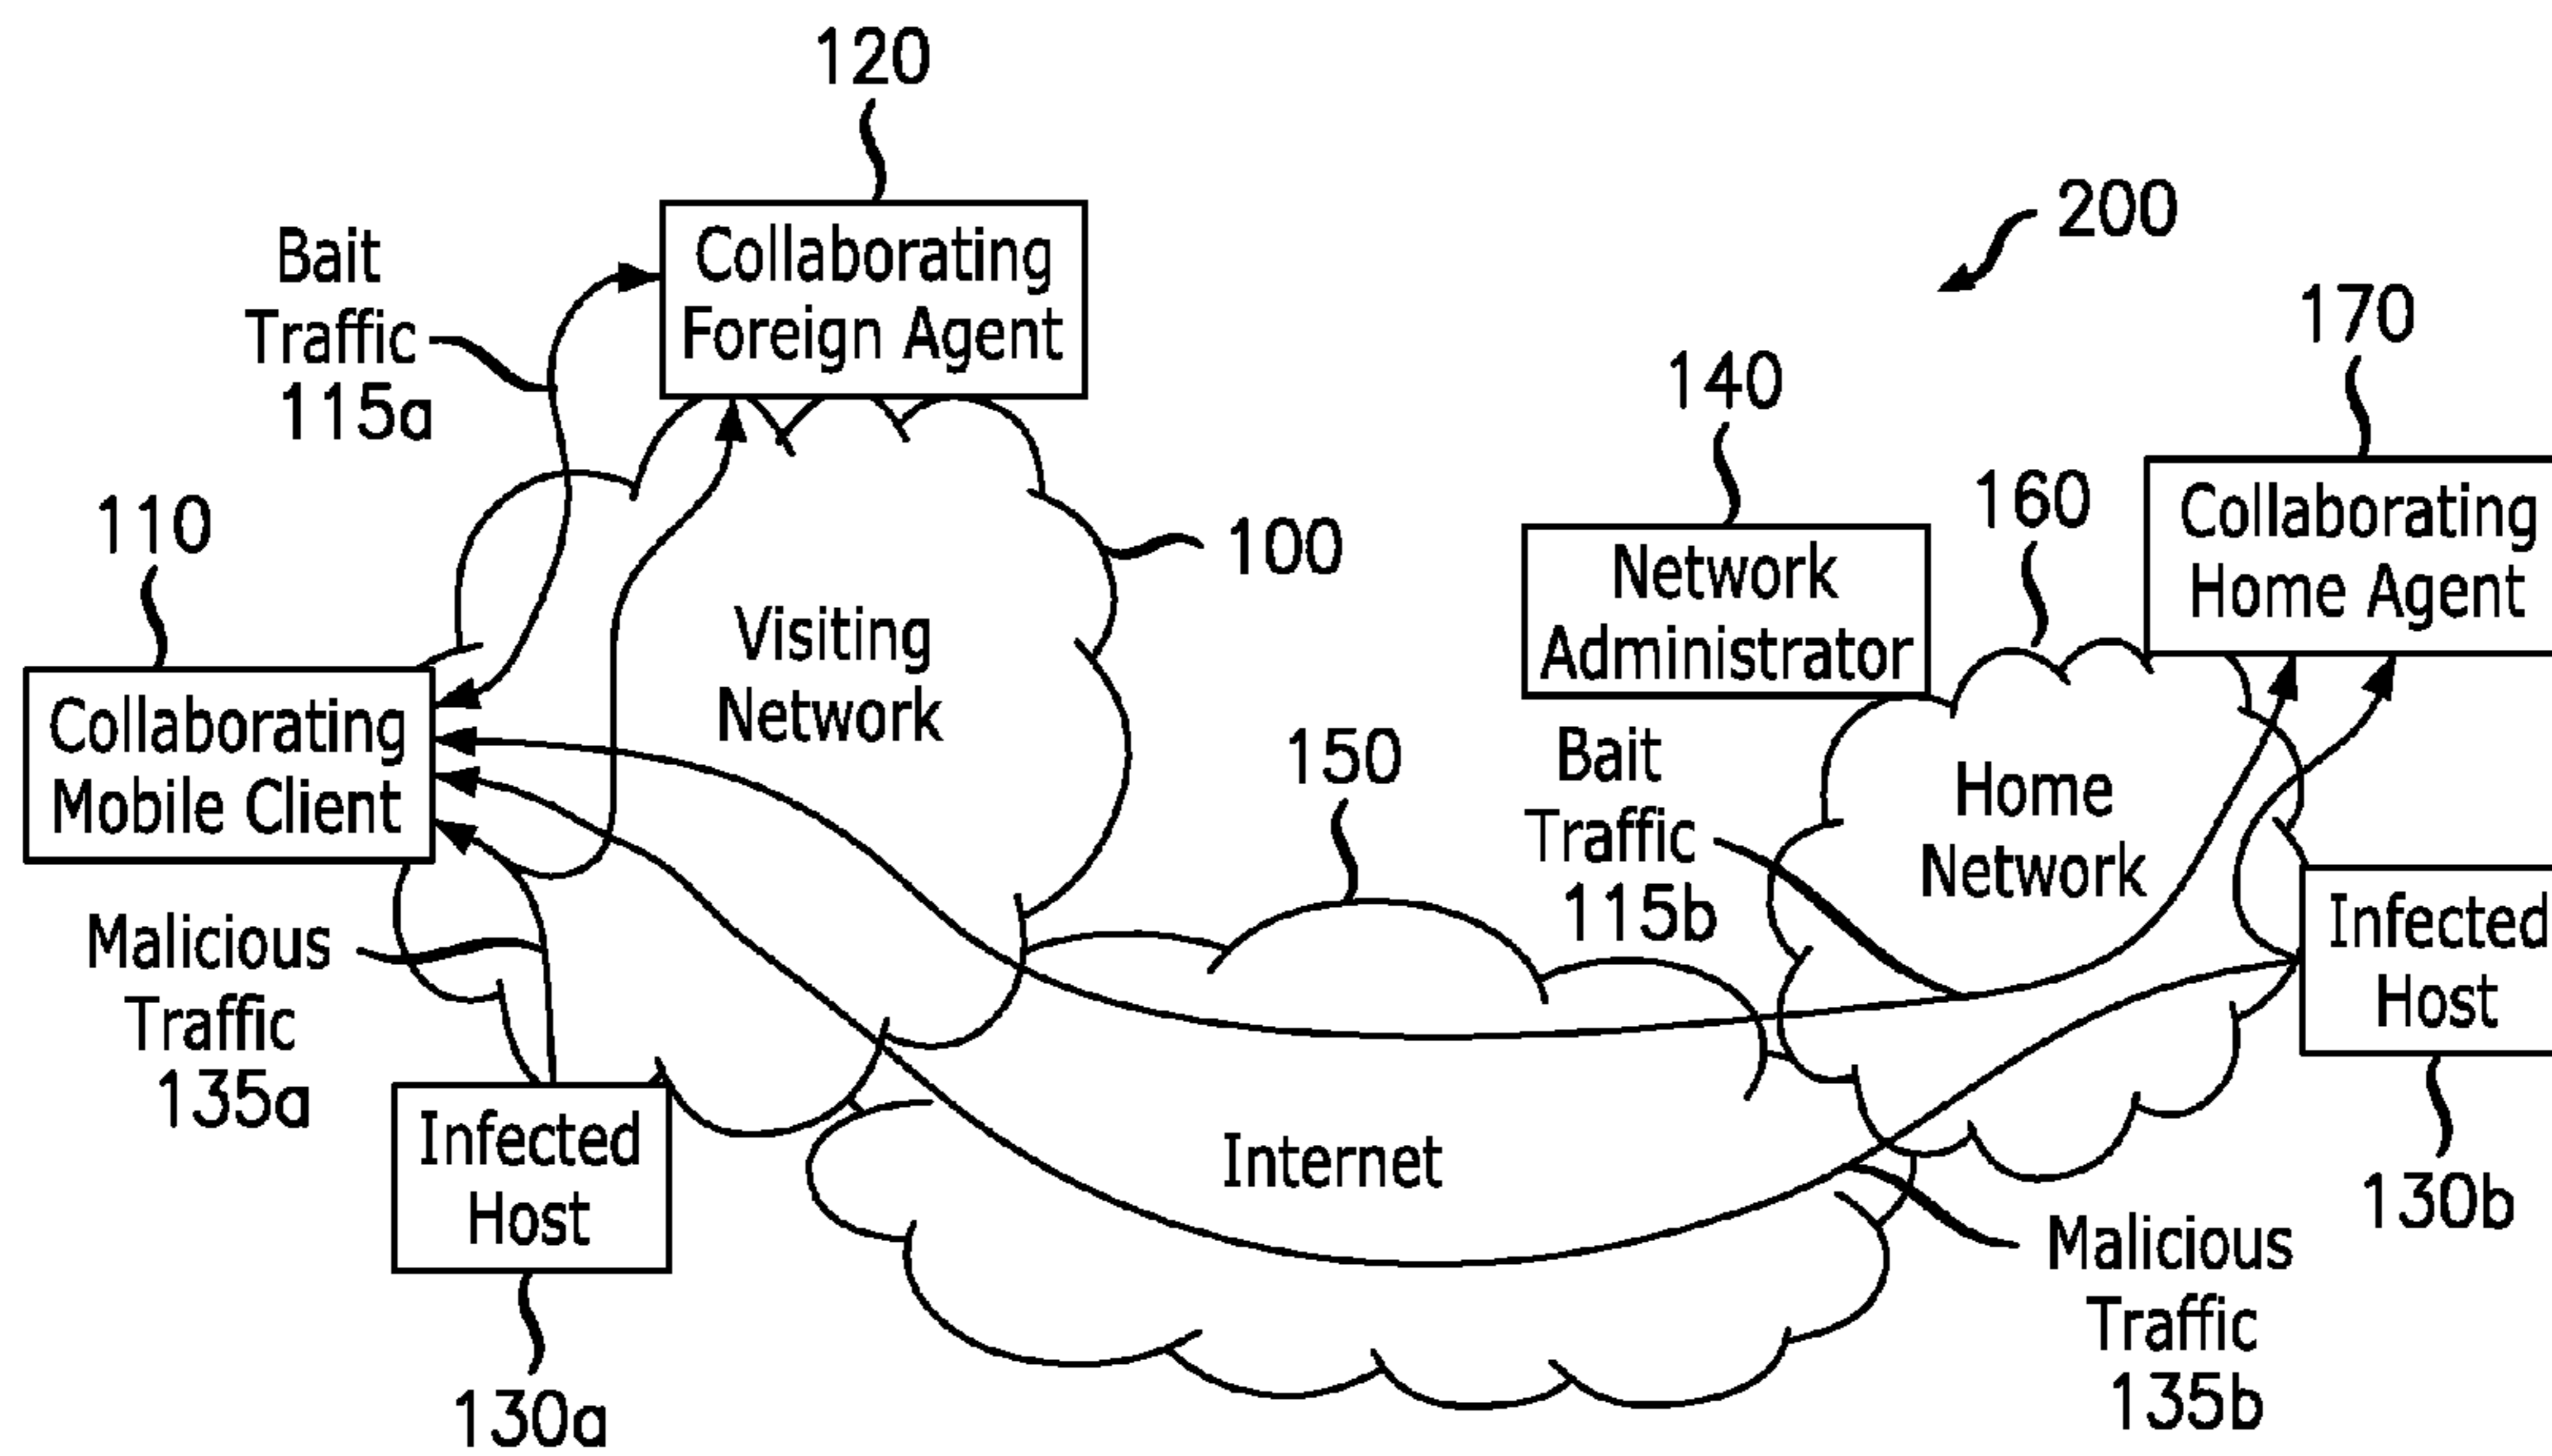 120
200
Bait
Traffic
115a
Collaborating
Foreign Agent
170
140
110
100
160
Collaborating
Home Agent
Network
Administrator
Visiting
Network
Collaborating
Mobile Client
150
Bait
Traffic
115b
Home
Network
Malicious
Traffic
135a
Infected
Host
Infected
Host
130a
Internet
130b
Malicious
Traffic
135b